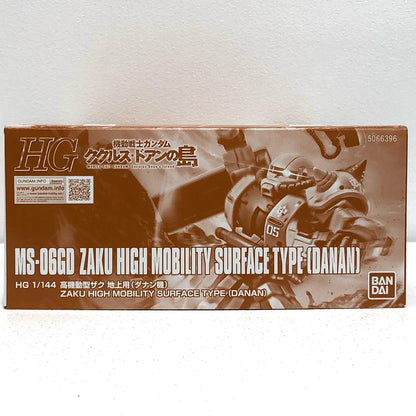 HG
機動戦士ガンダム
ククルス・ドアンの島
5066396
GUNDAM.INFO
www.gundam.info
05
MS-06GD ZAKU HIGH MOBILITY SURFACE TYPE (DANAN)
HG 1/144 高機動型ザク 地上用(ダナン機)
ZAKU HIGH MOBILITY SURFACE TYPE (DANAN)
BAN
DAI